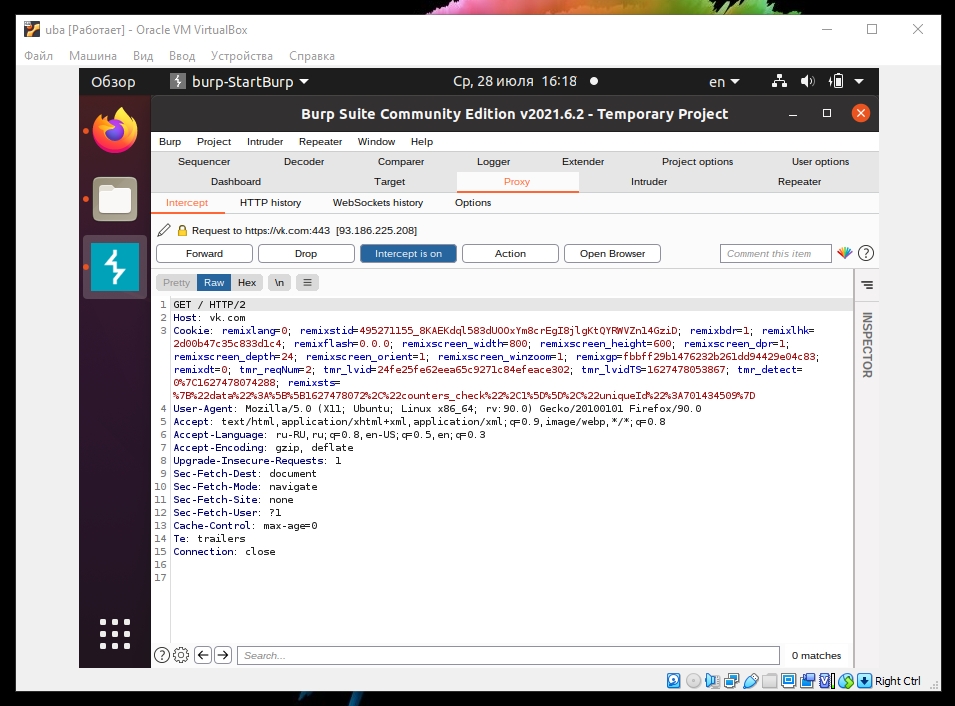 uba [Работает] - Oracle VM VirtualBox
Файл Машина Вид Ввод Устройства Справка
Обзор burp-StartBurp Ср, 28 июля 16:18 en
Burp Suite Community Edition v2021.6.2 - Temporary Project
Burp Project Intruder Repeater Window Help
Sequencer Decoder Comparer Logger Extender Project options User options
Dashboard Target Proxy Intruder Repeater
Intercept HTTP history WebSockets history Options
Request to https://vk.com:443 [93.186.225.208]
Forward Drop Intercept is on Action Open Browser Comment this item
Pretty Raw Hex \n
INSPECTOR
1 GET / HTTP/2
2 Host: vk.com
3 Cookie: remixlang=0; remixstid=495271155_8KAEKdql583dUOOxYm8crEgI8jlgKtQYRWVZn14GziD; remixbdr=1; remixlhk=
2d00b47c35c833d1c4; remixflash=0.0.0; remixscreen_width=800; remixscreen_height=600; remixscreen_dpr=1;
remixscreen_depth=24; remixscreen_orient=1; remixscreen_winzoom=1; remixgp=fbbff29b1476232b261dd94429e04c83;
remixdt=0; tmr_reqNum=2; tmr_lvid=24fe25fe62eea65c9271c84efeace302; tmr_lvidTS=1627478053867; tmr_detect=
0%7C1627478074288; remixsts=
%7B%22data%22%3A%5B%5B1627478072%2C%22counters_check%22%2C1%5D%5D%2C%22uniqueId%22%3A701434509%7D
4 User-Agent: Mozilla/5.0 (X11; Ubuntu; Linux x86_64; rv:90.0) Gecko/20100101 Firefox/90.0
5 Accept: text/html,application/xhtml+xml,application/xml;q=0.9,image/webp,*/*;q=0.8
6 Accept-Language: ru-RU,ru;q=0.8,en-US;q=0.5,en;q=0.3
7 Accept-Encoding: gzip, deflate
8 Upgrade-Insecure-Requests: 1
9 Sec-Fetch-Dest: document
10 Sec-Fetch-Mode: navigate
11 Sec-Fetch-Site: none
12 Sec-Fetch-User: ?1
13 Cache-Control: max-age=0
14 Te: trailers
15 Connection: close
16
17
Search... 0 matches
Right Ctrl